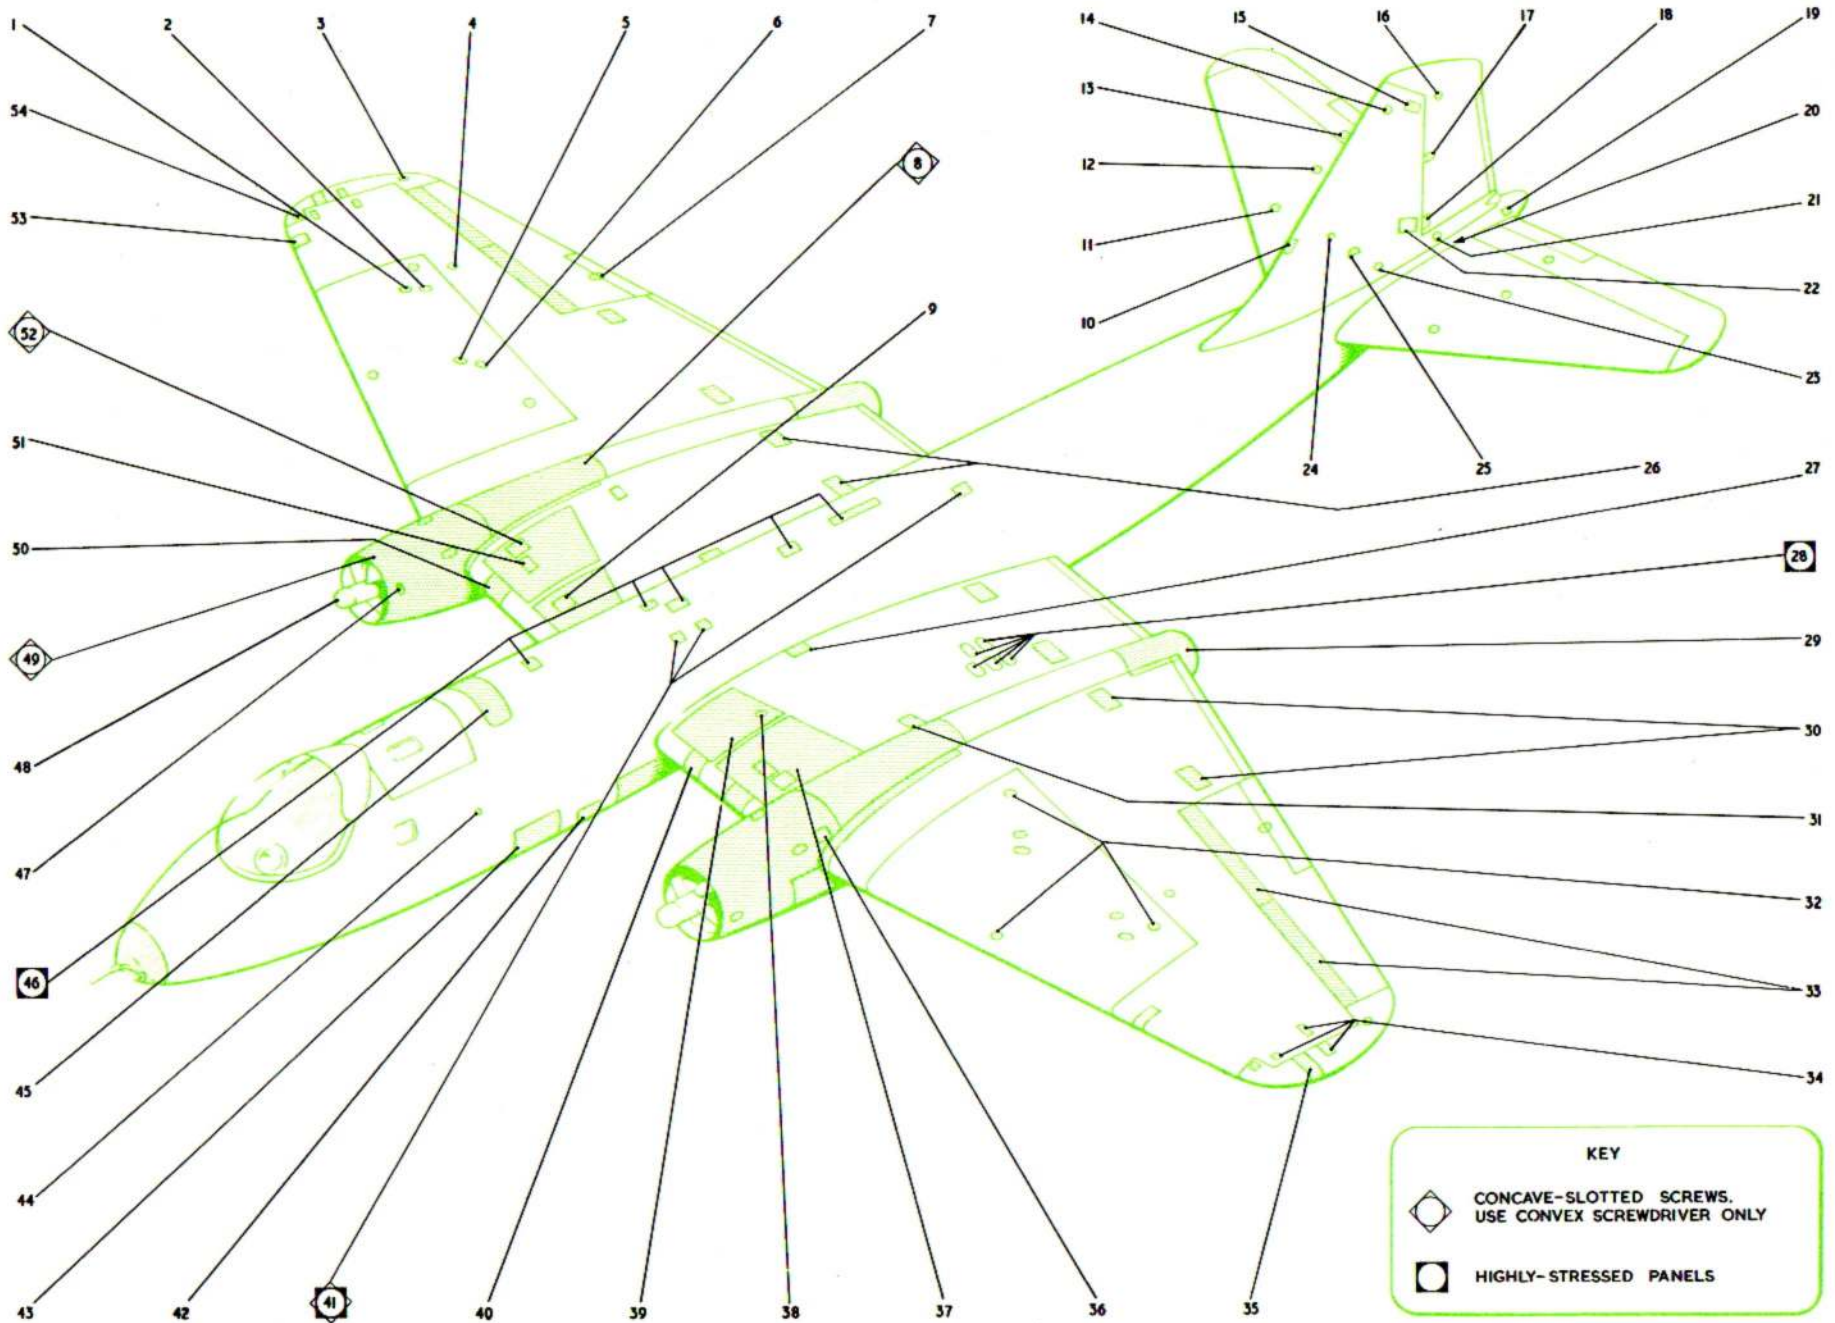 1 2 3 4 5 6 7 14 15 16 17 18 19
54 13 20
8
12
53 21
11
9 22
52 10
23
51 24 25 26 27
50 28
49 29
30
48
31
47
32
46 33
45 34
44
43 42 41 40 39 38 37 36 35
KEY
CONCAVE-SLOTTED SCREWS.
USE CONVEX SCREWDRIVER ONLY
HIGHLY-STRESSED PANELS